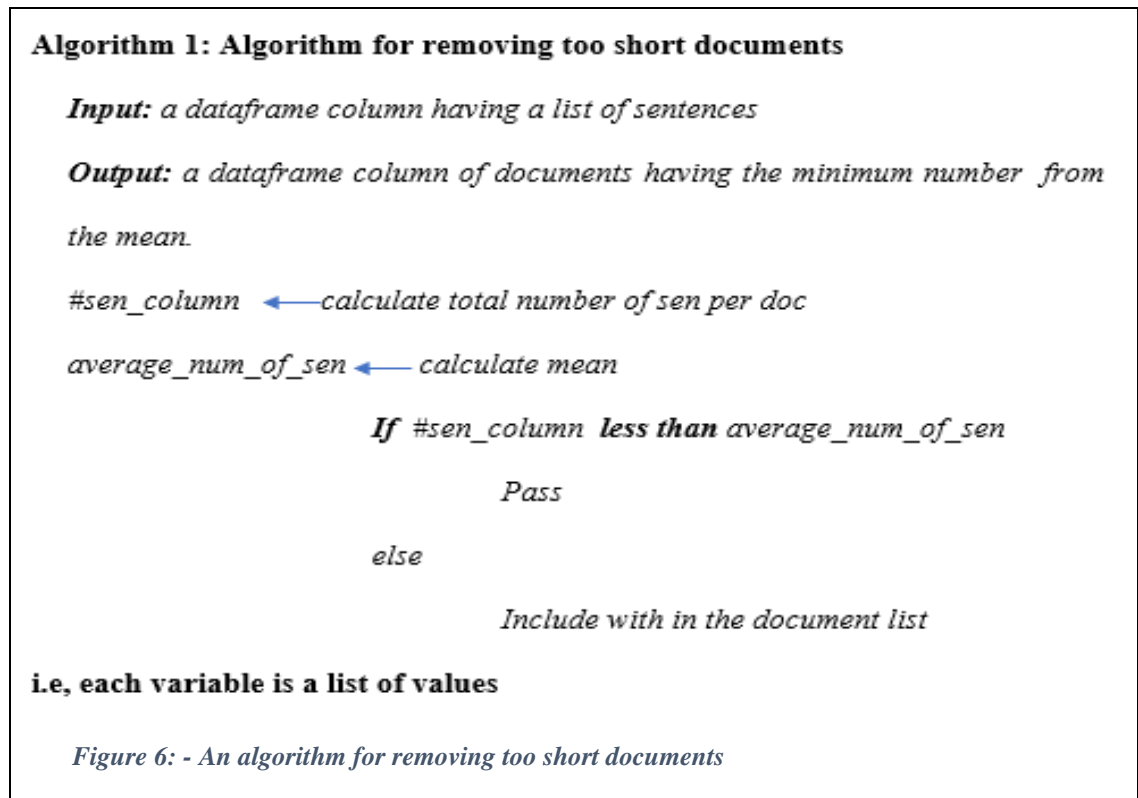 Algorithm 1: Algorithm for removing too short documents
Input: a dataframe column having a list of sentences
Output: a dataframe column of documents having the minimum number from
the mean.
#sen_column ← calculate total number of sen per doc
average_num_of_sen ← calculate mean
If #sen_column less than average_num_of_sen
Pass
else
Include with in the document list
i.e, each variable is a list of values
Figure 6: - An algorithm for removing too short documents